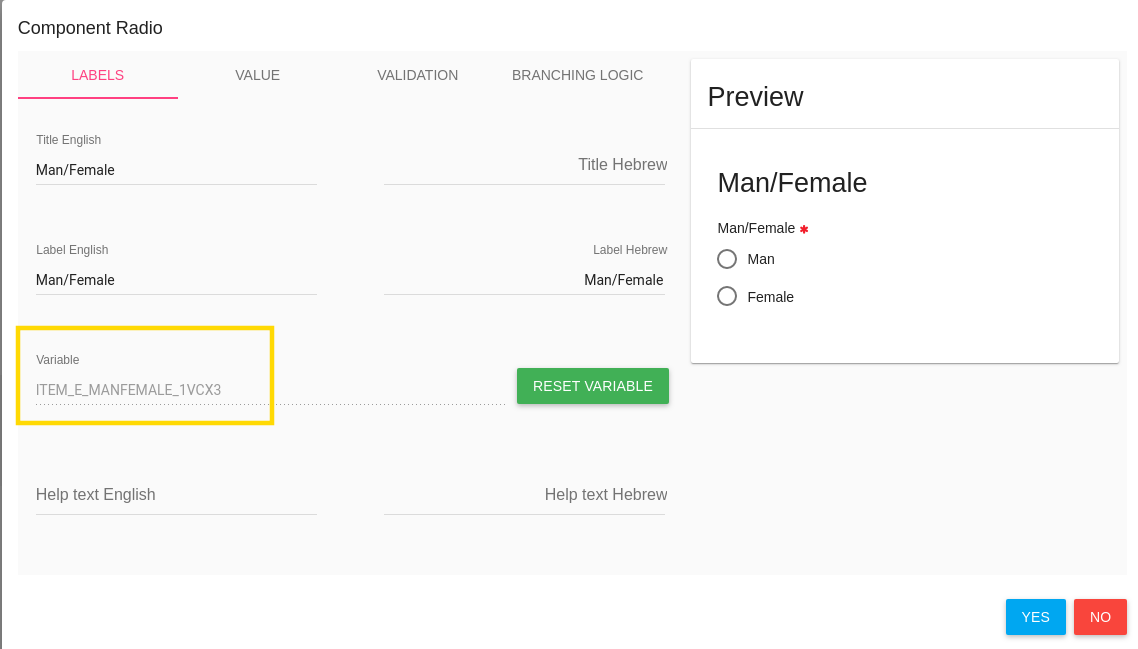 Component Radio
LABELS VALUE VALIDATION BRANCHING LOGIC
Title English
Man/Female
Title Hebrew
Label English
Man/Female
Label Hebrew
Man/Female
Variable
ITEM_E_MANFEMALE_1VCX3
RESET VARIABLE
Help text English
Help text Hebrew
Preview
Man/Female
Man/Female *
Man
Female
YES NO